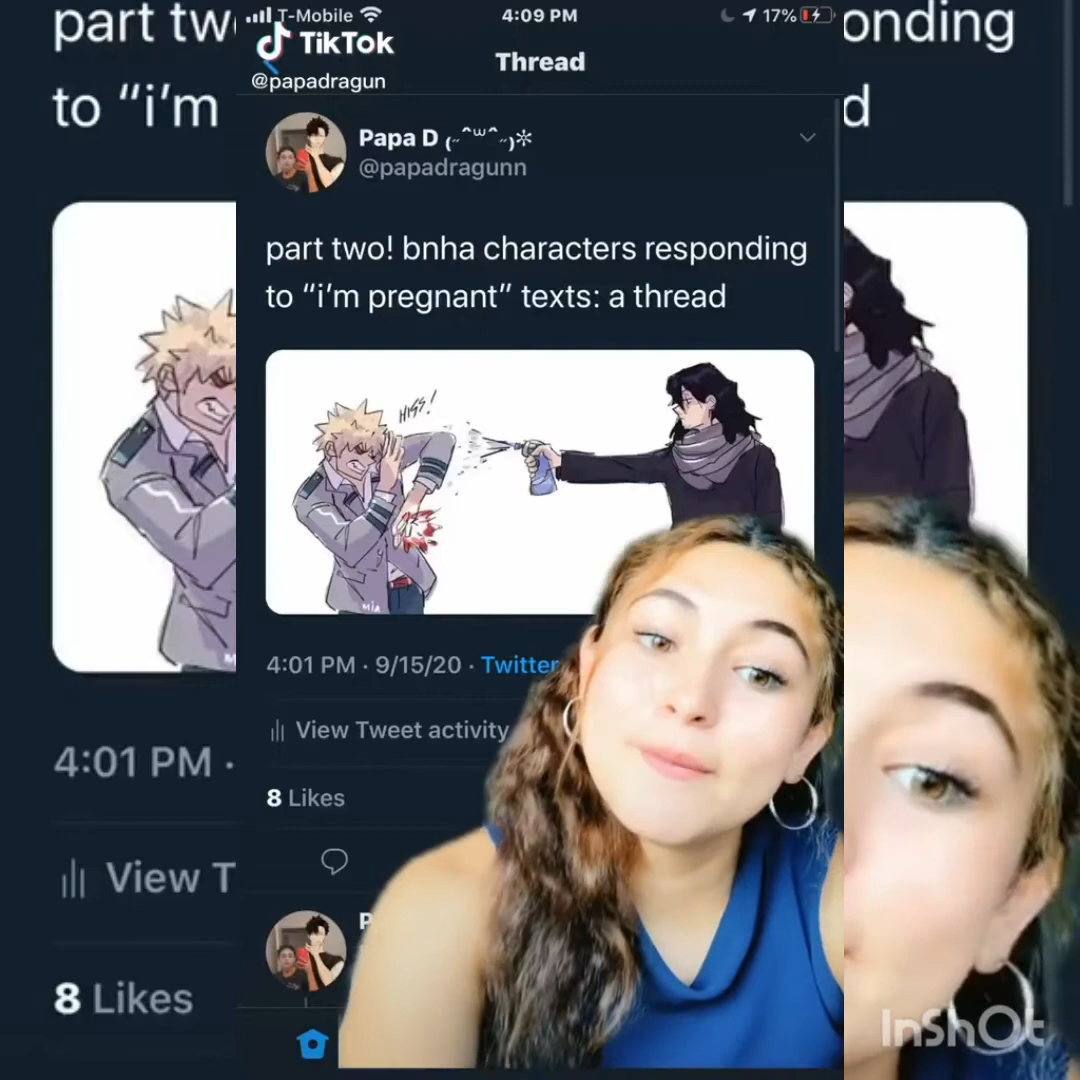 part tw
onding
to “i’m
d
T-Mobile
4:09 PM
17%
TikTok
@papadragun
Thread
Papa D (˶ᵔᵕᵔ˶)✼
@papadragunn
part two! bnha characters responding
to “i’m pregnant” texts: a thread
HISS!
MiA
4:01 PM · 9/15/20 · Twitter
View Tweet activity
8 Likes
P
4:01 PM ·
View T
8 Likes
InShOt